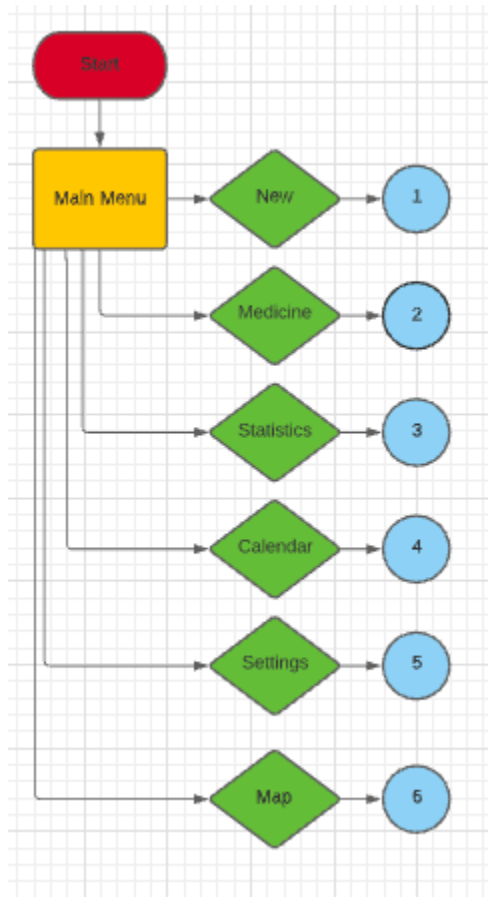 Start
Main Menu
New
1
Medicine
2
Statistics
3
Calendar
4
Settings
5
Map
6